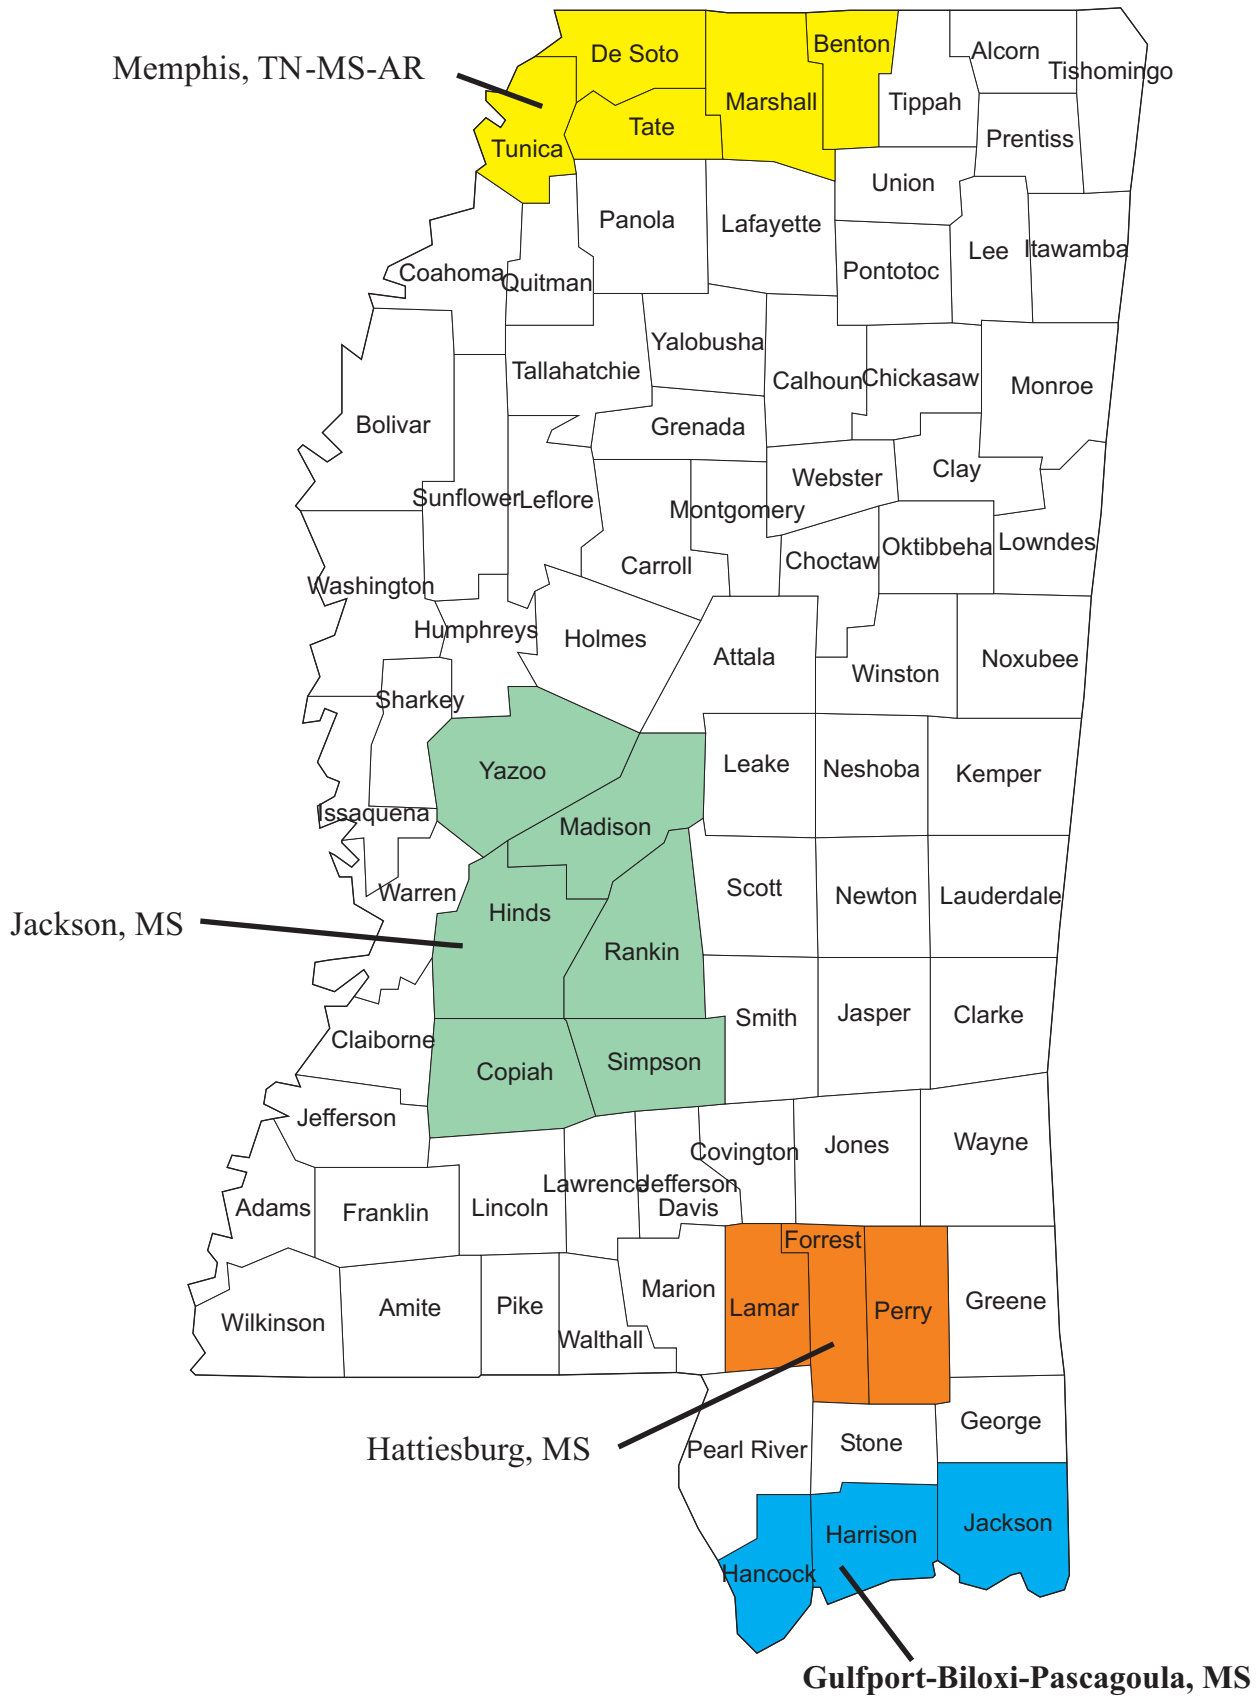 Memphis, TN-MS-AR
De Soto
Benton
Alcorn
Tishomingo
Marshall
Tippah
Tate
Prentiss
Tunica
Union
Panola
Lafayette
Lee
Itawamba
Coahoma
Quitman
Pontotoc
Yalobusha
Tallahatchie
Calhoun
Chickasaw
Monroe
Bolivar
Grenada
Webster
Clay
Sunflower
Leflore
Montgomery
Carroll
Choctaw
Oktibbeha
Lowndes
Washington
Humphreys
Holmes
Attala
Winston
Noxubee
Sharkey
Yazoo
Leake
Neshoba
Kemper
Issaquena
Madison
Warren
Scott
Newton
Lauderdale
Jackson, MS
Hinds
Rankin
Smith
Jasper
Clarke
Claiborne
Copiah
Simpson
Jefferson
Covington
Jones
Wayne
Adams
Franklin
Lincoln
Lawrence
Jefferson
Davis
Forrest
Marion
Lamar
Perry
Greene
Wilkinson
Amite
Pike
Walthall
Hattiesburg, MS
Pearl River
Stone
George
Jackson
Harrison
Hancock
Gulfport-Biloxi-Pascagoula, MS